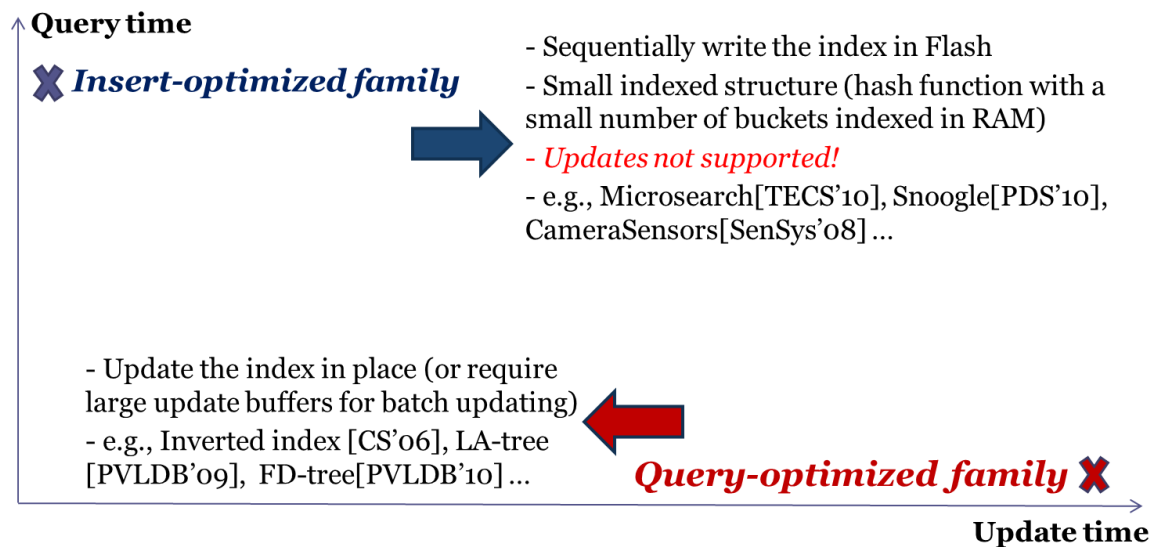 Query time
Insert-optimized family
- Sequentially write the index in Flash
- Small indexed structure (hash function with a
small number of buckets indexed in RAM)
- Updates not supported!
- e.g., Microsearch[TECS’10], Snoogle[PDS’10],
CameraSensors[SenSys’08] …
- Update the index in place (or require
large update buffers for batch updating)
- e.g., Inverted index [CS’06], LA-tree
[PVLDB’09], FD-tree[PVLDB’10] …
Query-optimized family
Update time